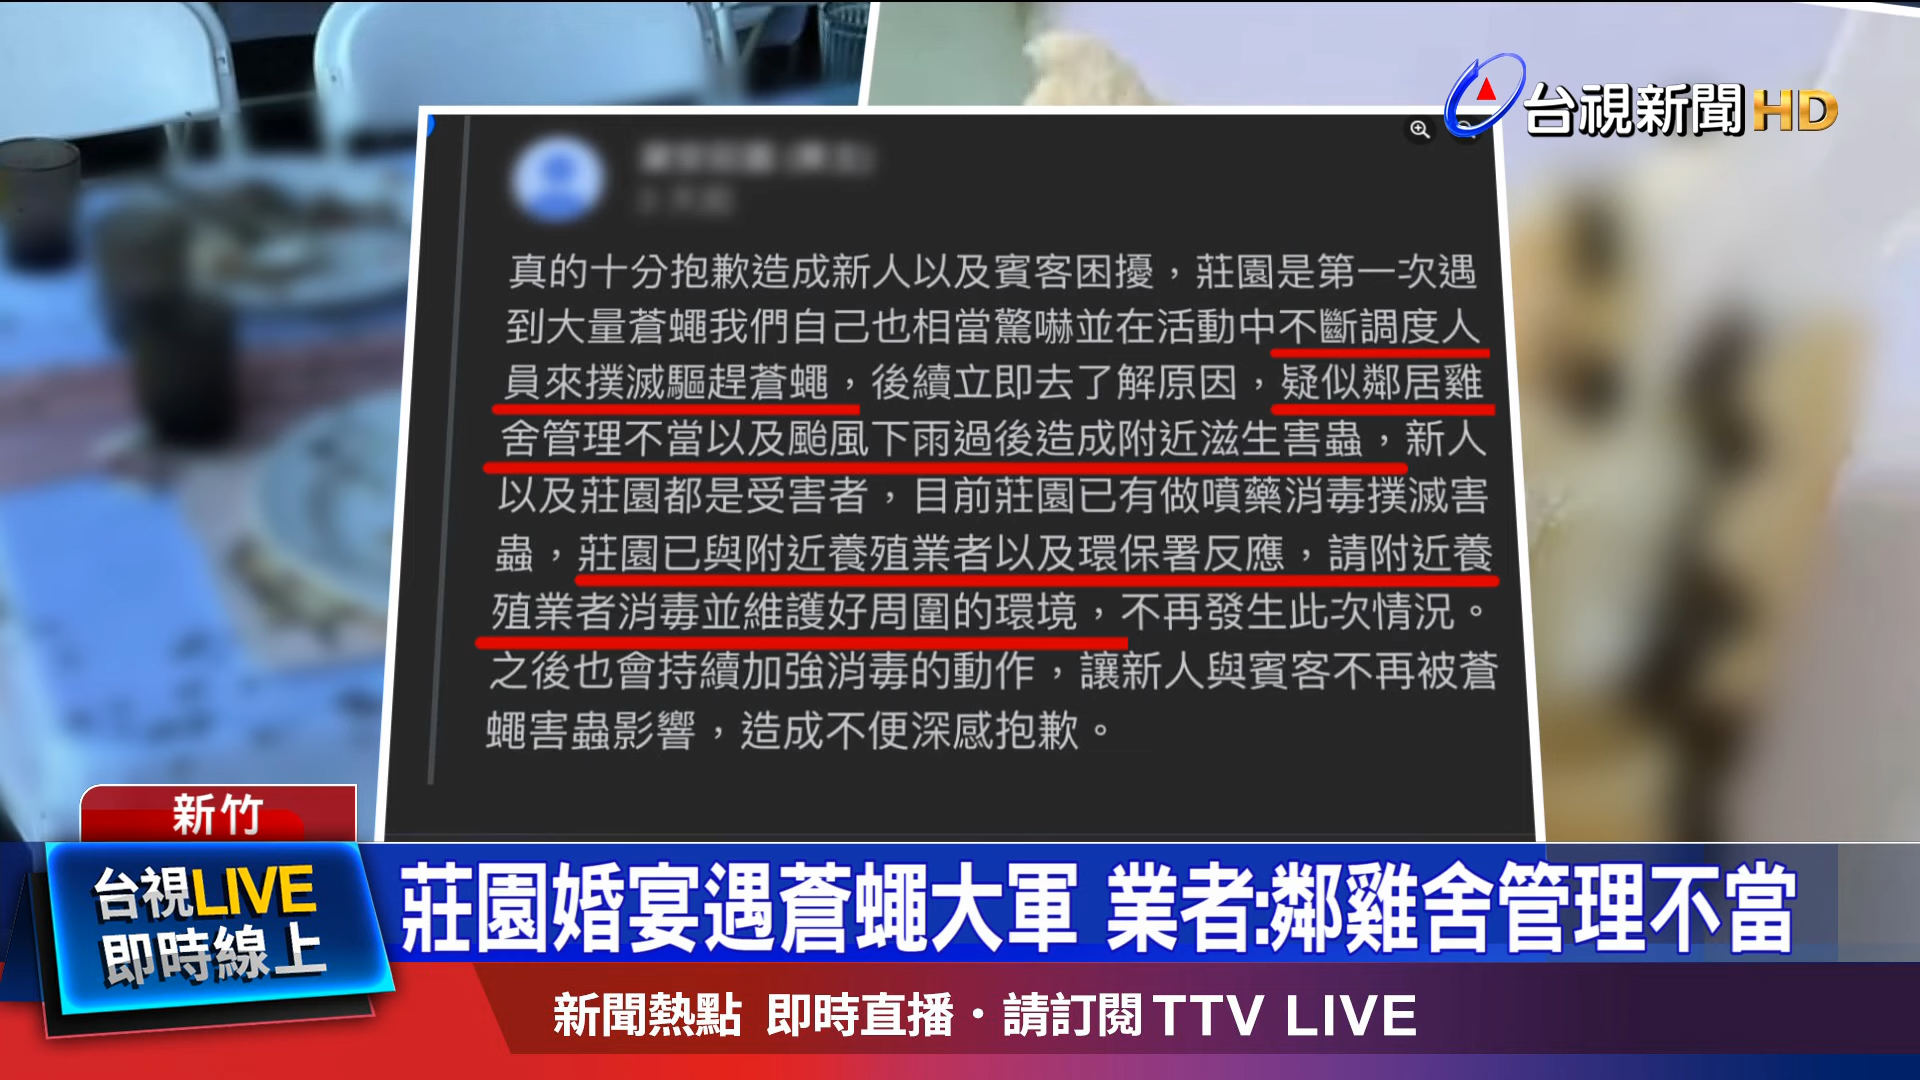 台視新聞HD
真的十分抱歉造成新人以及賓客困擾，莊園是第一次遇
到大量蒼蠅我們自己也相當驚嚇並在活動中不斷調度人
員來撲滅驅趕蒼蠅，後續立即去了解原因，疑似鄰居雞
舍管理不當以及颱風下雨過後造成附近滋生害蟲，新人
以及莊園都是受害者，目前莊園已有做噴藥消毒撲滅害
蟲，莊園已與附近養殖業者以及環保署反應，請附近養
殖業者消毒並維護好周圍的環境，不再發生此次情況。
之後也會持續加強消毒的動作，讓新人與賓客不再被蒼
蠅害蟲影響，造成不便深感抱歉。
新竹
台視LIVE
即時線上
莊園婚宴遇蒼蠅大軍 業者:鄰雞舍管理不當
新聞熱點 即時直播·請訂閱TTV LIVE